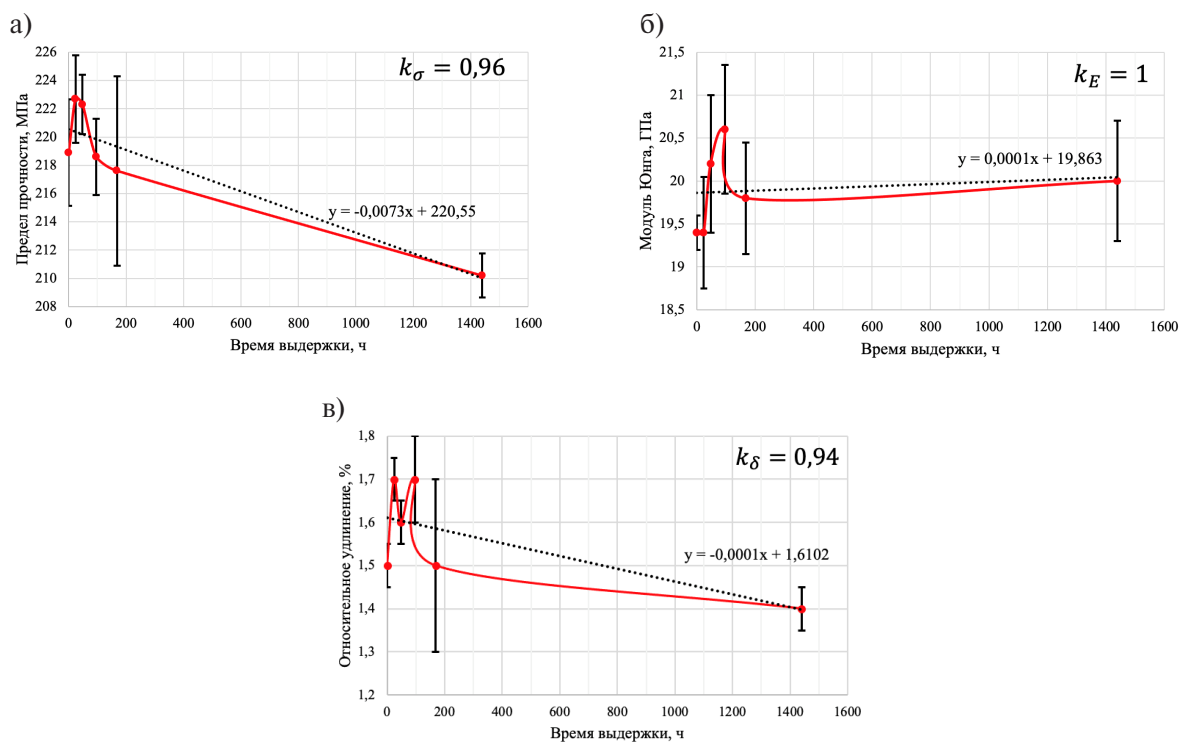 а)
226
224
222
220
218
216
214
212
210
208
Предел прочности, МПа
k_σ = 0,96
y = -0,0073x + 220,55
0 200 400 600 800 1000 1200 1400 1600
Время выдержки, ч
б)
21,5
21
20,5
20
19,5
19
18,5
Модуль Юнга, ГПа
k_E = 1
y = 0,0001x + 19,863
0 200 400 600 800 1000 1200 1400 1600
Время выдержки, ч
в)
1,8
1,7
1,6
1,5
1,4
1,3
1,2
Относительное удлинение, %
k_δ = 0,94
y = -0,0001x + 1,6102
0 200 400 600 800 1000 1200 1400 1600
Время выдержки, ч